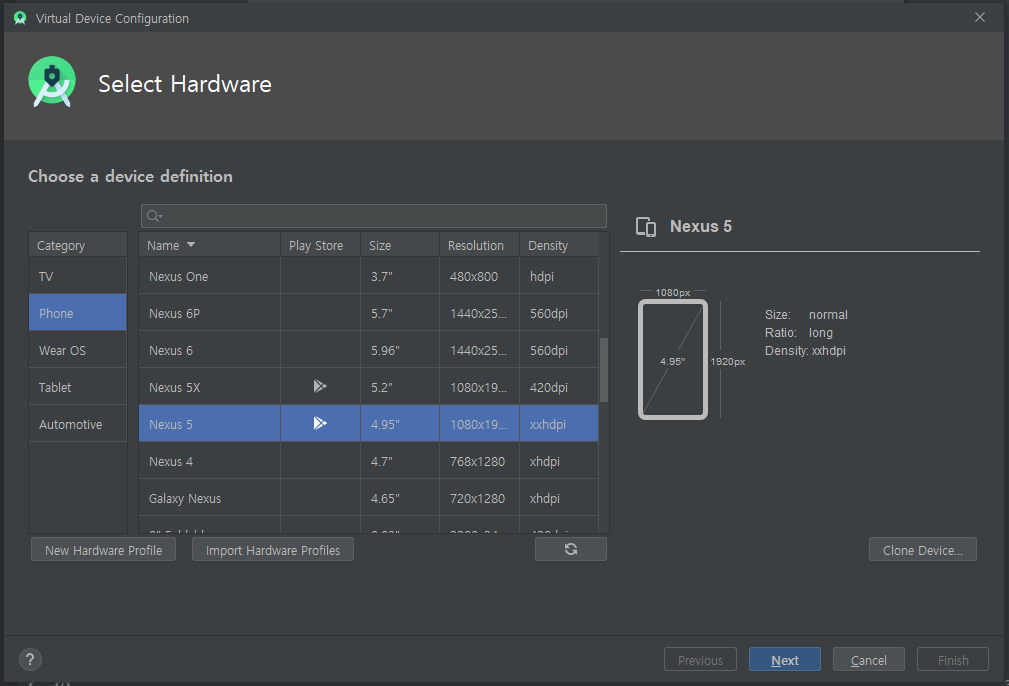 Virtual Device Configuration
Select Hardware
Choose a device definition
Category
TV
Phone
Wear OS
Tablet
Automotive
Name Play Store Size Resolution Density
Nexus One 3.7" 480x800 hdpi
Nexus 6P 5.7" 1440x25... 560dpi
Nexus 6 5.96" 1440x25... 560dpi
Nexus 5X 5.2" 1080x19... 420dpi
Nexus 5 4.95" 1080x19... xxhdpi
Nexus 4 4.7" 768x1280 xhdpi
Galaxy Nexus 4.65" 720x1280 xhdpi
New Hardware Profile Import Hardware Profiles
Nexus 5
1080px
4.95"
1920px
Size: normal
Ratio: long
Density: xxhdpi
Clone Device...
? Previous Next Cancel Finish